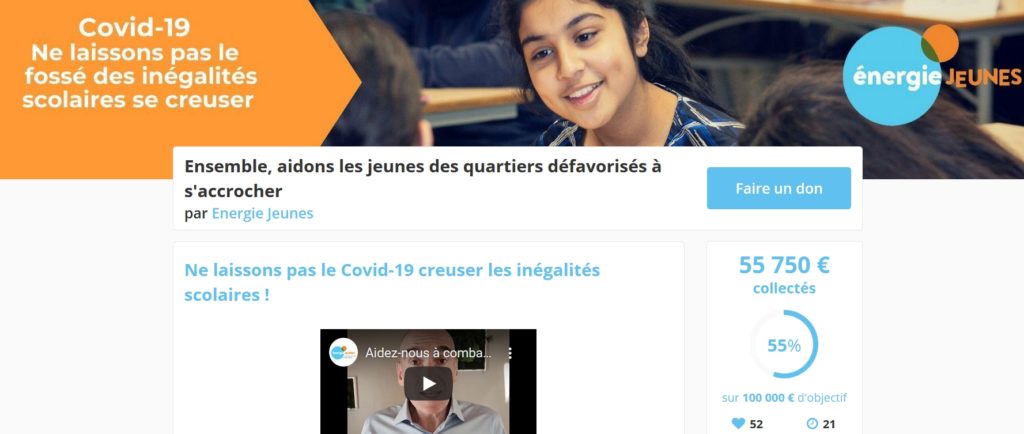 Covid-19
Ne laissons pas le
fossé des inégalités
scolaires se creuser
énergie JEUNES
Ensemble, aidons les jeunes des quartiers défavorisés à
s'accrocher
par Energie Jeunes
Faire un don
Ne laissons pas le Covid-19 creuser les inégalités
scolaires !
Aidez-nous à comba...
55 750 €
collectés
55%
sur 100 000 € d'objectif
52
21